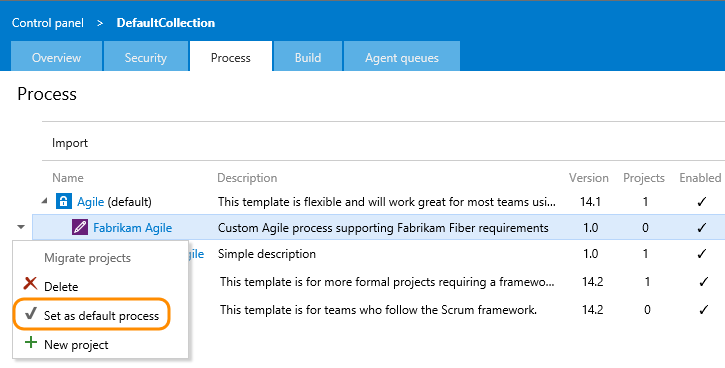 Control panel > DefaultCollection
Overview Security Process Build Agent queues
Process
Import
Name Description Version Projects Enabled
Agile (default) This template is flexible and will work great for most teams usi... 14.1 1 ✓
Fabrikam Agile Custom Agile process supporting Fabrikam Fiber requirements 1.0 0 ✓
Migrate projects
gile Simple description 1.0 1 ✓
Delete
This template is for more formal projects requiring a framewo... 14.2 1 ✓
Set as default process
This template is for teams who follow the Scrum framework. 14.2 0 ✓
New project